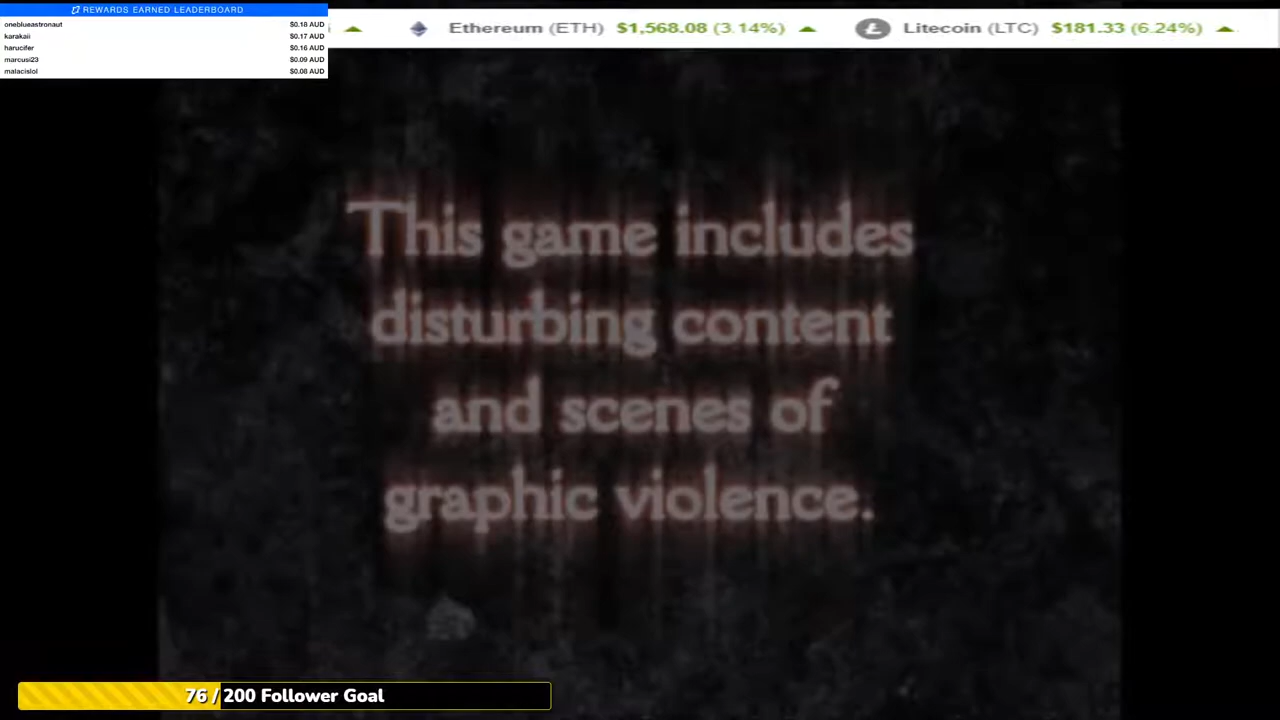 REWARDS EARNED LEADERBOARD
oneblueastronaut $0.18 AUD
karakaii $0.17 AUD
harucifer $0.16 AUD
marcusi23 $0.09 AUD
malacislol $0.08 AUD
Ethereum (ETH) $1,568.08 (3.14%) Litecoin (LTC) $181.33 (6.24%)
This game includes
disturbing content
and scenes of
graphic violence.
76 / 200 Follower Goal